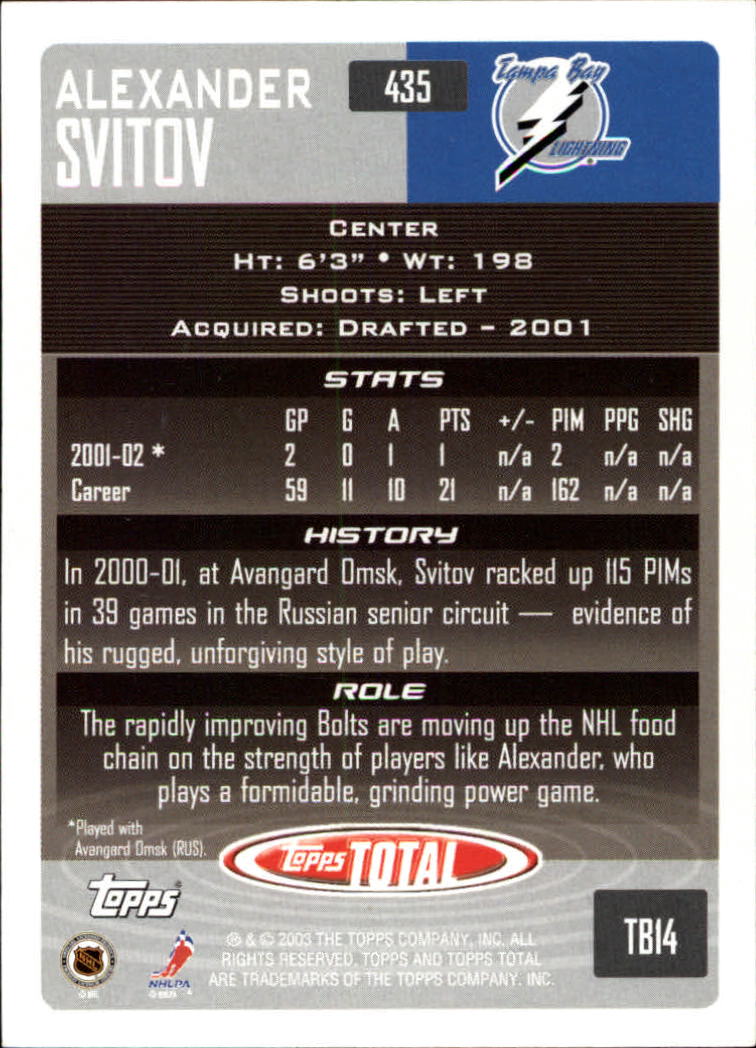 ALEXANDER
SVITOV
435
Tampa Bay
LIGHTNING
CENTER
HT: 6'3" • WT: 198
SHOOTS: LEFT
ACQUIRED: DRAFTED – 2001
STATS
GP G A PTS +/- PIM PPG SHG
2001-02 * 2 0 1 1 n/a 2 n/a n/a
Career 59 11 10 21 n/a 162 n/a n/a
HISTORY
In 2000-01, at Avangard Omsk, Svitov racked up 115 PIMs
in 39 games in the Russian senior circuit — evidence of
his rugged, unforgiving style of play.
ROLE
The rapidly improving Bolts are moving up the NHL food
chain on the strength of players like Alexander, who
plays a formidable, grinding power game.
*Played with
Avangard Omsk (RUS).
topps TOTAL
topps
TB14
NHL
NHLPA
® & © 2003 THE TOPPS COMPANY, INC. ALL
RIGHTS RESERVED. TOPPS AND TOPPS TOTAL
ARE TRADEMARKS OF THE TOPPS COMPANY, INC.